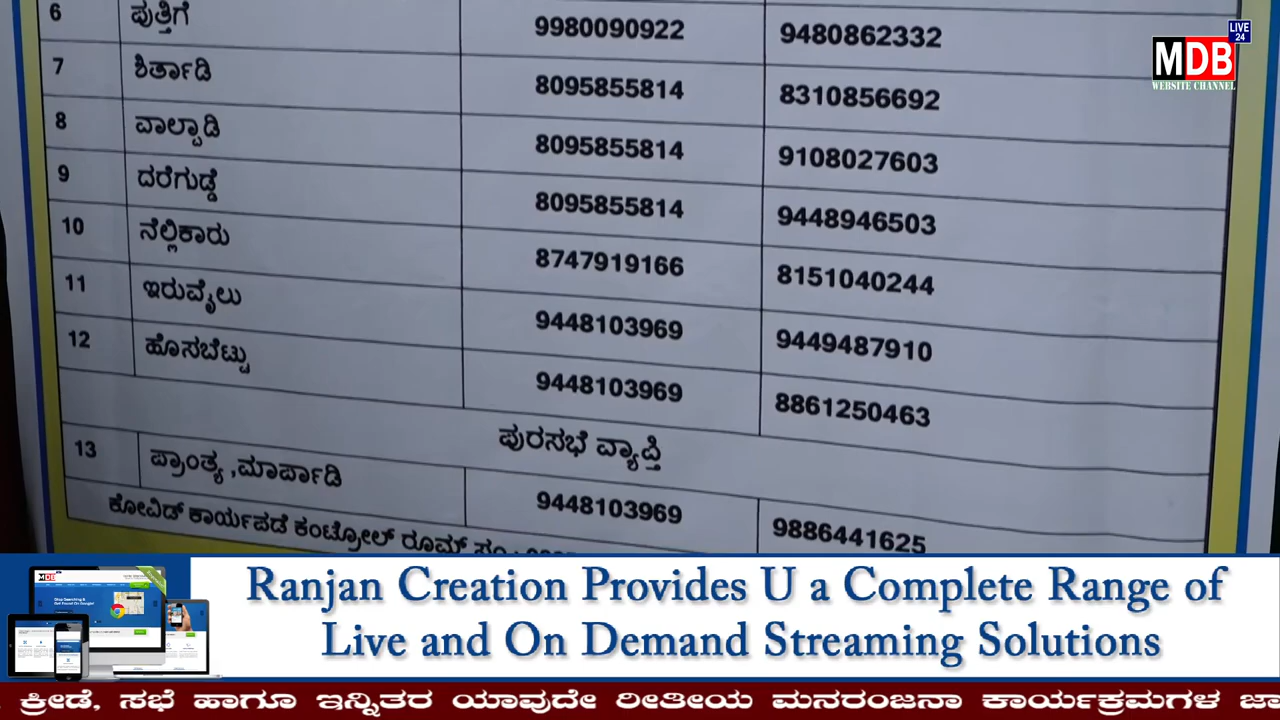 6 ಪುತ್ತಿಗೆ 9980090922 9480862332
7 ಶಿರ್ತಾಡಿ 8095855814 8310856692
8 ವಾಲ್ಪಾಡಿ 8095855814 9108027603
9 ದರೆಗುಡ್ಡೆ 8095855814 9448946503
10 ನೆಲ್ಲಿಕಾರು 8747919166 8151040244
11 ಇರುವೈಲು 9448103969 9449487910
12 ಹೊಸಬೆಟ್ಟು 9448103969 8861250463
ಪುರಸಭೆ ವ್ಯಾಪ್ತಿ
13 ಪ್ರಾಂತ್ಯ ,ಮಾರ್ಪಾಡಿ 9448103969 9886441625
ಕೋವಿಡ್ ಕಾರ್ಯಪಡೆ ಕಂಟ್ರೋಲ್ ರೂಮ್
LIVE
24
MDB
WEBSITE CHANNEL
MDB
Ranjan Creation Provides U a Complete Range of
Live and On Demand Streaming Solutions
ಕ್ರೀಡೆ, ಸಭೆ ಹಾಗೂ ಇನ್ನಿತರ ಯಾವುದೇ ರೀತೀಯ ಮನರಂಜನಾ ಕಾರ್ಯಕ್ರಮಗಳ